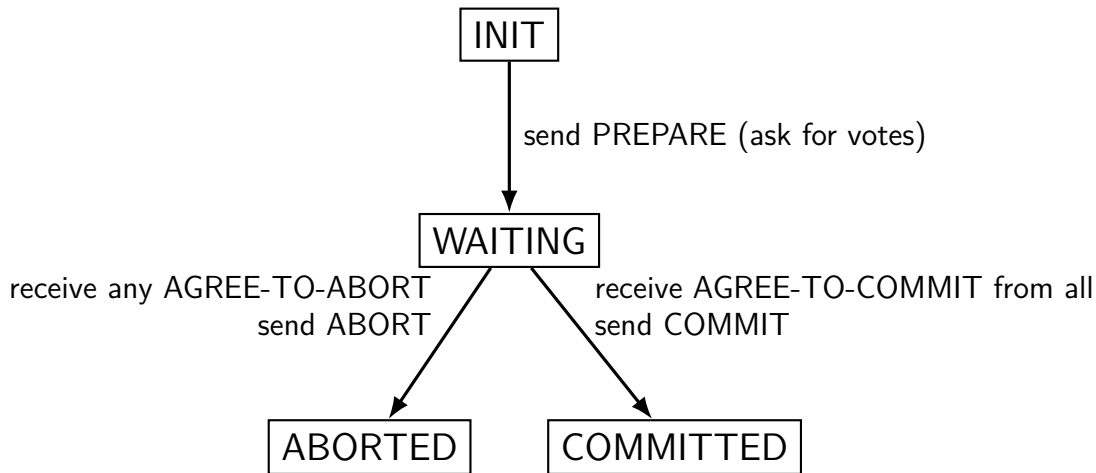 INIT
send PREPARE (ask for votes)
WAITING
receive any AGREE-TO-ABORT
send ABORT
receive AGREE-TO-COMMIT from all
send COMMIT
ABORTED
COMMITTED